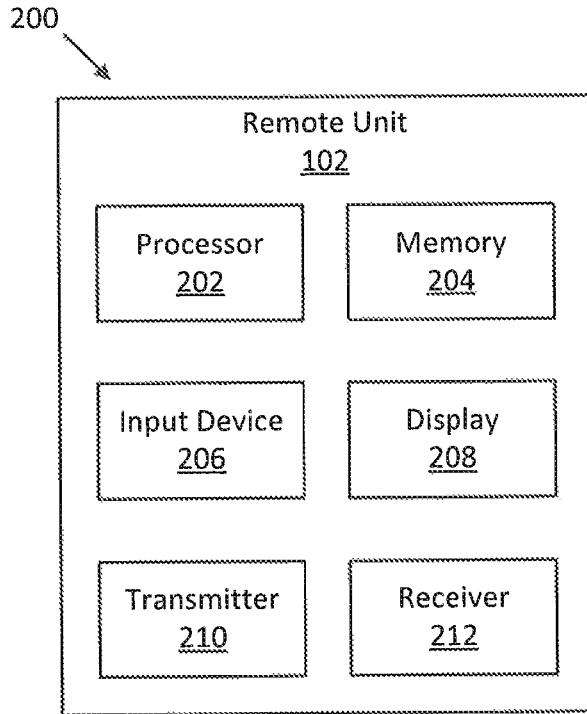 200
Remote Unit
102
Processor
202
Memory
204
Input Device
206
Display
208
Transmitter
210
Receiver
212